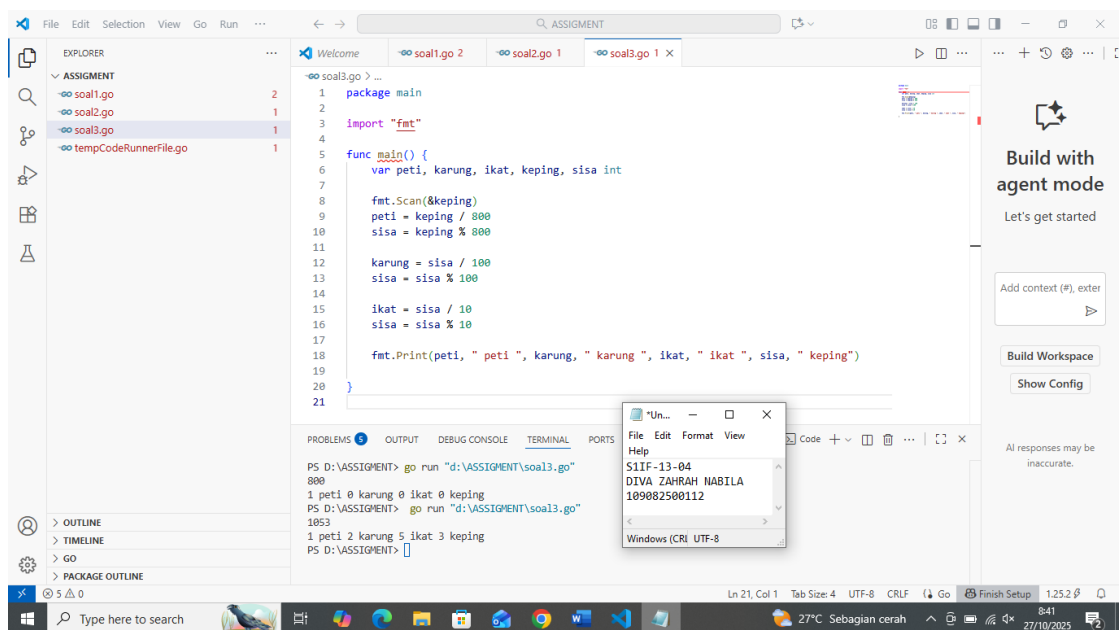 File Edit Selection View Go Run ···
ASSIGMENT
EXPLORER ···
ASSIGMENT
soal1.go 2
soal2.go 1
soal3.go 1
tempCodeRunnerFile.go 1
OUTLINE
TIMELINE
GO
PACKAGE OUTLINE
Welcome
soal1.go 2
soal2.go 1
soal3.go 1
soal3.go > ...
1 package main
2
3 import "fmt"
4
5 func main() {
6 var peti, karung, ikat, keping, sisa int
7
8 fmt.Scan(&keping)
9 peti = keping / 800
10 sisa = keping % 800
11
12 karung = sisa / 100
13 sisa = sisa % 100
14
15 ikat = sisa / 10
16 sisa = sisa % 10
17
18 fmt.Print(peti, " peti ", karung, " karung ", ikat, " ikat ", sisa, " keping")
19
20 }
21
PROBLEMS 5 OUTPUT DEBUG CONSOLE TERMINAL PORTS
Code
PS D:\ASSIGMENT> go run "d:\ASSIGMENT\soal3.go"
800
1 peti 0 karung 0 ikat 0 keping
PS D:\ASSIGMENT> go run "d:\ASSIGMENT\soal3.go"
1053
1 peti 2 karung 5 ikat 3 keping
PS D:\ASSIGMENT>
*Un...
File Edit Format View
Help
S1IF-13-04
DIVA ZAHRAH NABILA
109082500112
Windows (CRL UTF-8
Build with
agent mode
Let's get started
Add context (#), exter
Build Workspace
Show Config
AI responses may be
inaccurate.
5 0
Ln 21, Col 1 Tab Size: 4 UTF-8 CRLF Go Finish Setup 1.25.2
Type here to search
27°C Sebagian cerah
8:41
27/10/2025
2